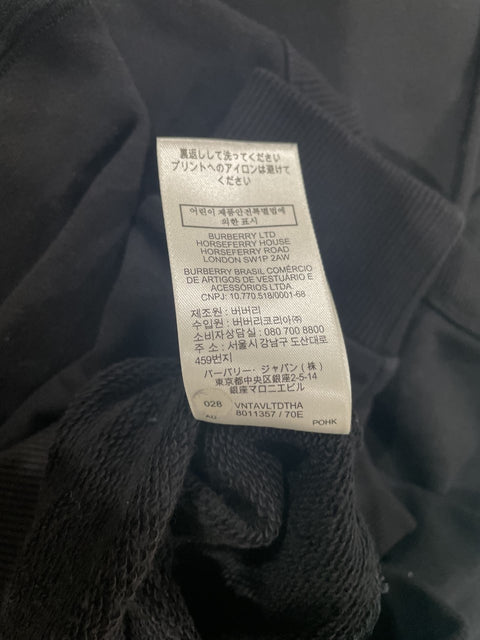 裏返しして洗ってください
プリントへのアイロンは避けて
ください
어린이 제품안전특별법에
의한 표시
BURBERRY LTD
HORSEFERRY HOUSE
HORSEFERRY ROAD
LONDON SW1P 2AW
BURBERRY BRASIL COMÉRCIO
DE ARTIGOS DE VESTUÁRIO E
ACESSÓRIOS LTDA
CNPJ: 10.770.518/0001-68
제조원 : 버버리
수입원 : 버버리코리아㈜
소비자상담실 : 080 700 8800
주 소 : 서울시 강남구 도산대로
459번지
バーバリー・ジャパン (株)
東京都中央区銀座2-5-14
銀座マロニエビル
028 VNTAVLTDTHA
8011357 / 70E
POHK